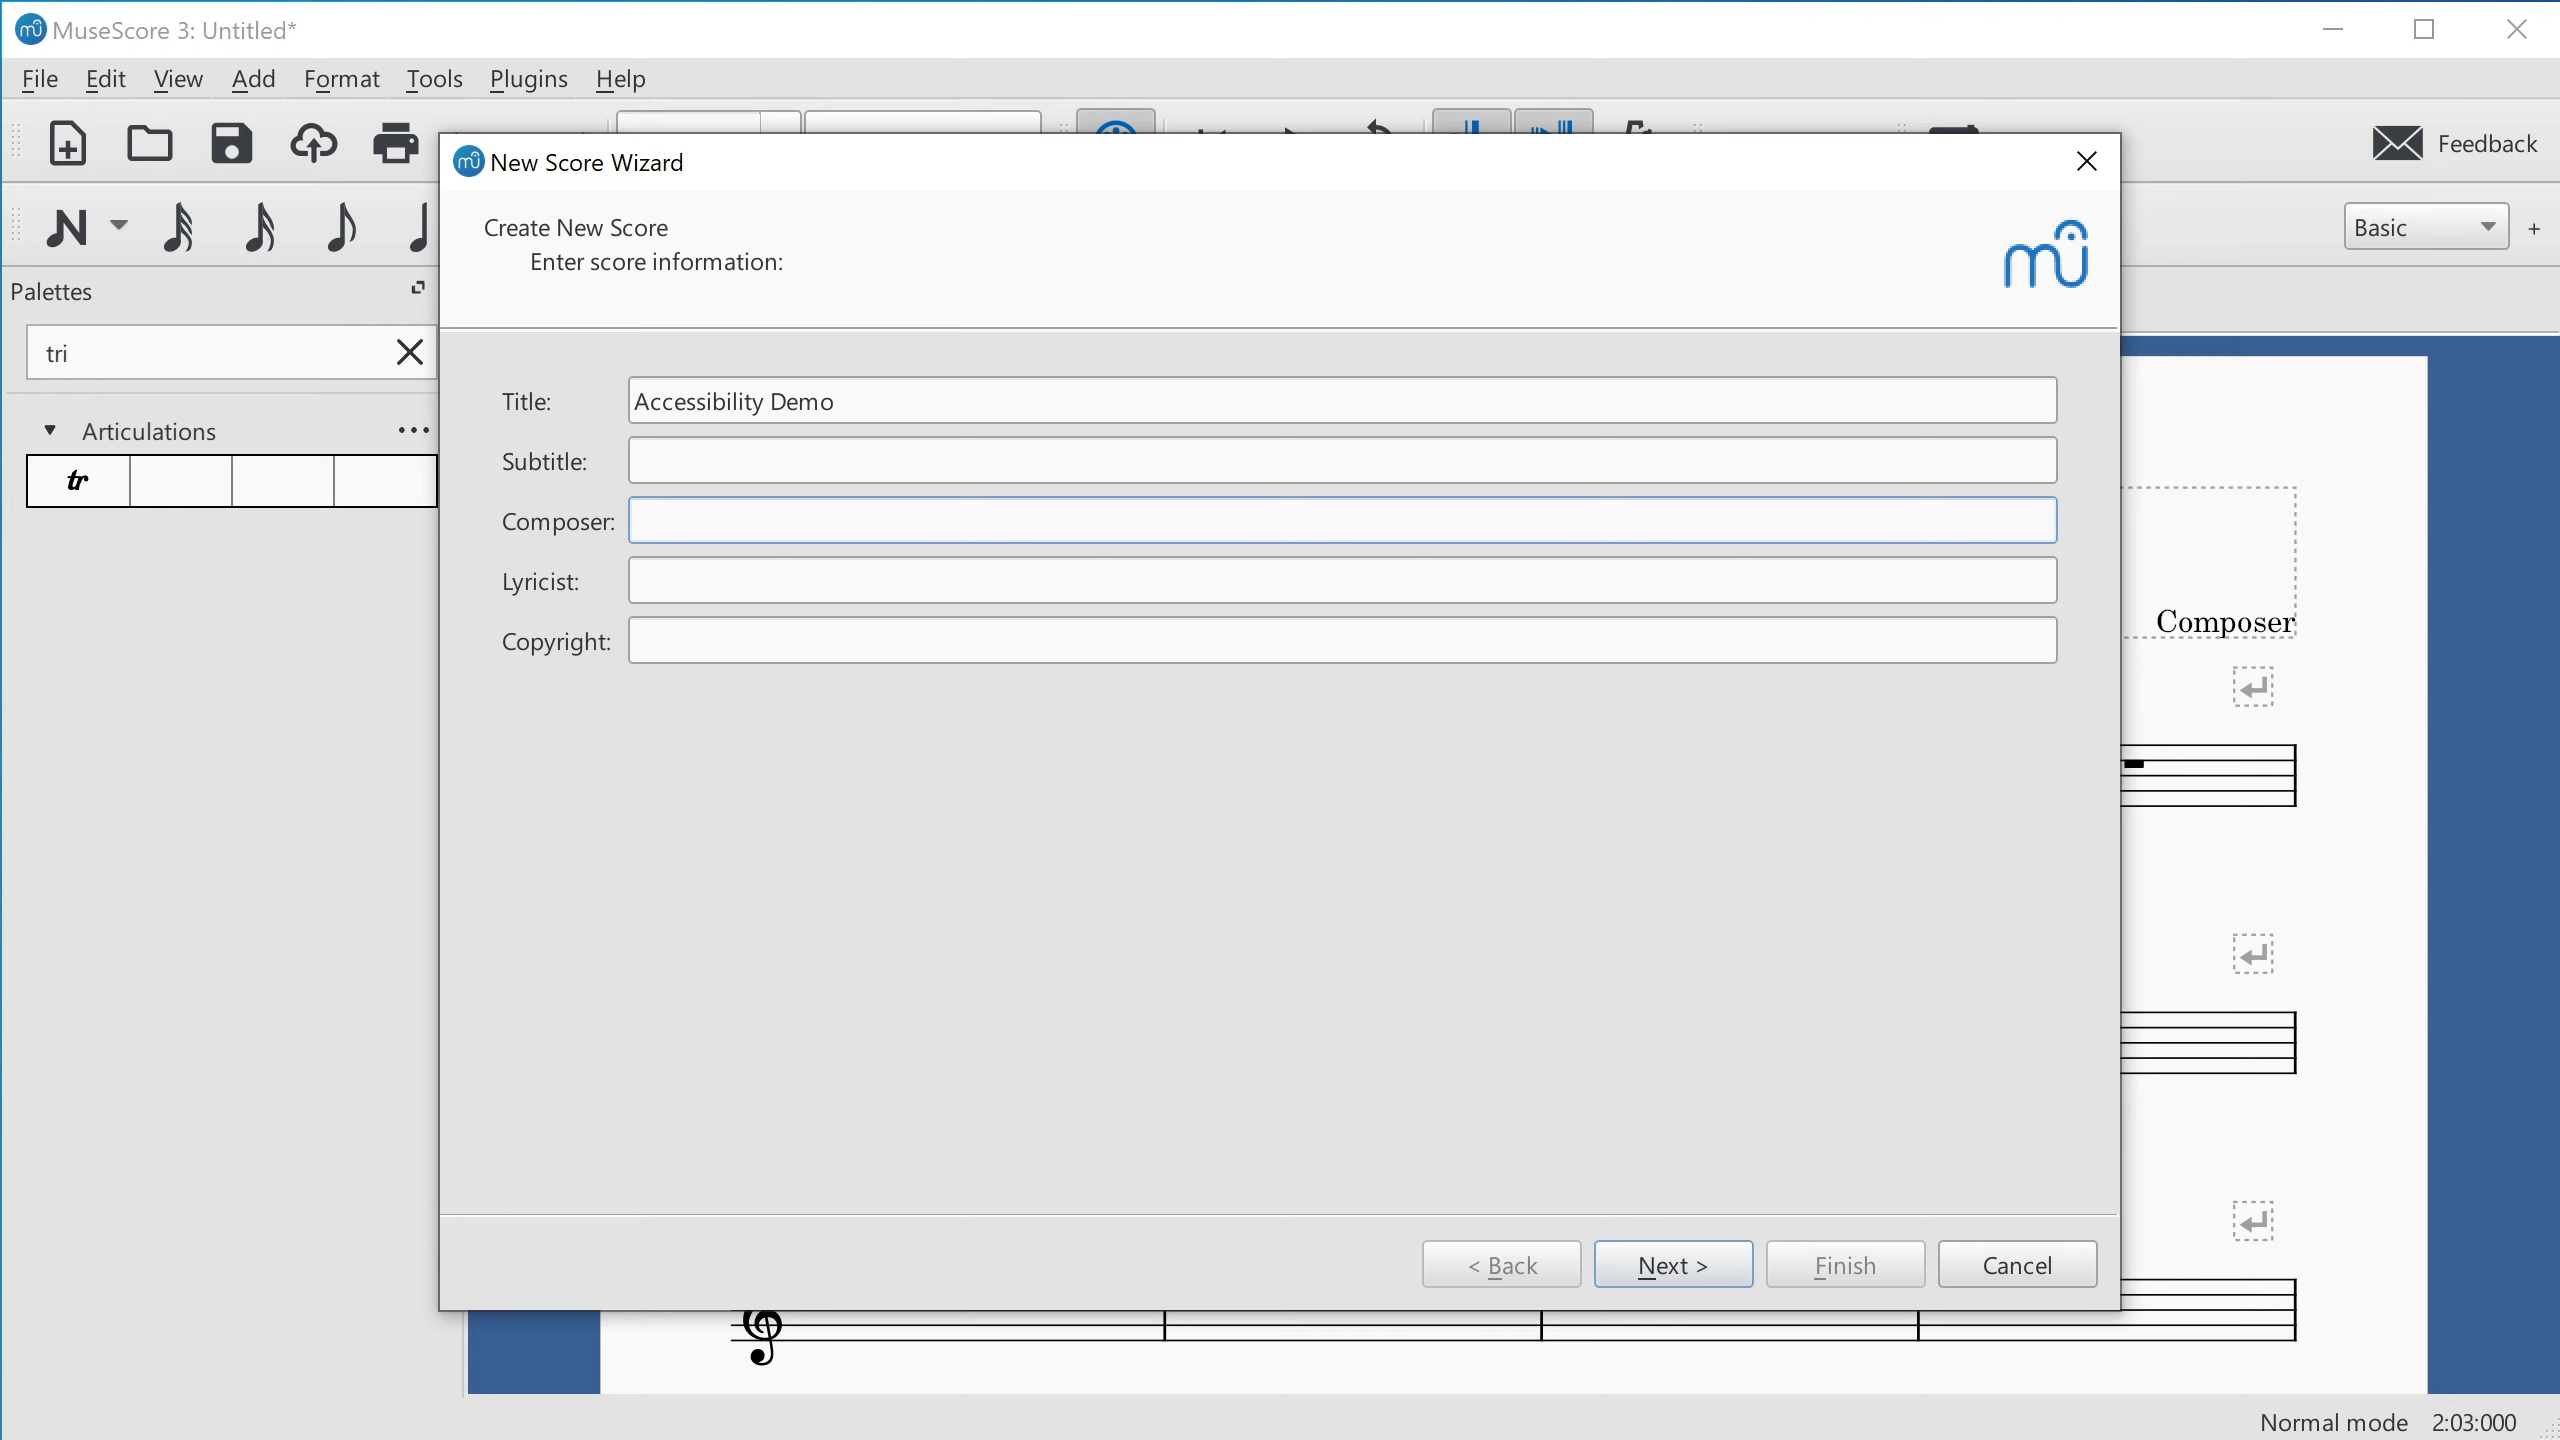 MuseScore 3: Untitled*
File Edit View Add Format Tools Plugins Help
Feedback
New Score Wizard
Create New Score
Enter score information:
Basic +
Palettes
tri
Articulations
tr
Title: Accessibility Demo
Subtitle:
Composer:
Lyricist:
Copyright:
Composer
< Back Next > Finish Cancel
Normal mode 2:03:000